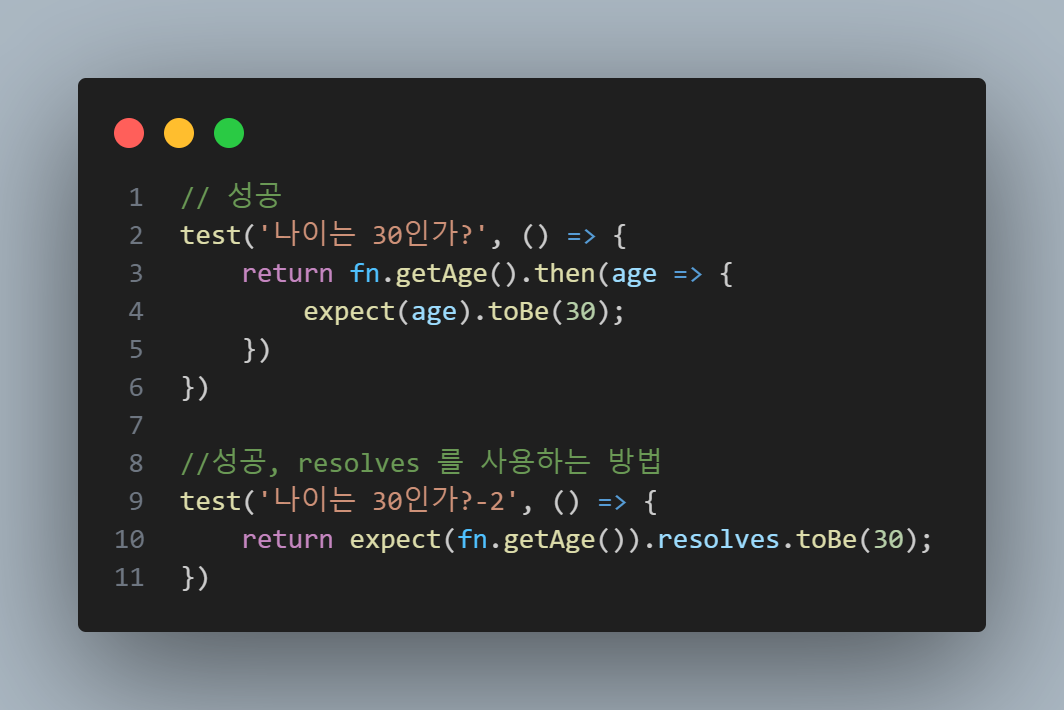 1 // 성공
2 test('나이는 30인가?', () => {
3     return fn.getAge().then(age => {
4         expect(age).toBe(30);
5     })
6 })
7
8 //성공, resolves 를 사용하는 방법
9 test('나이는 30인가?-2', () => {
10     return expect(fn.getAge()).resolves.toBe(30);
11 })